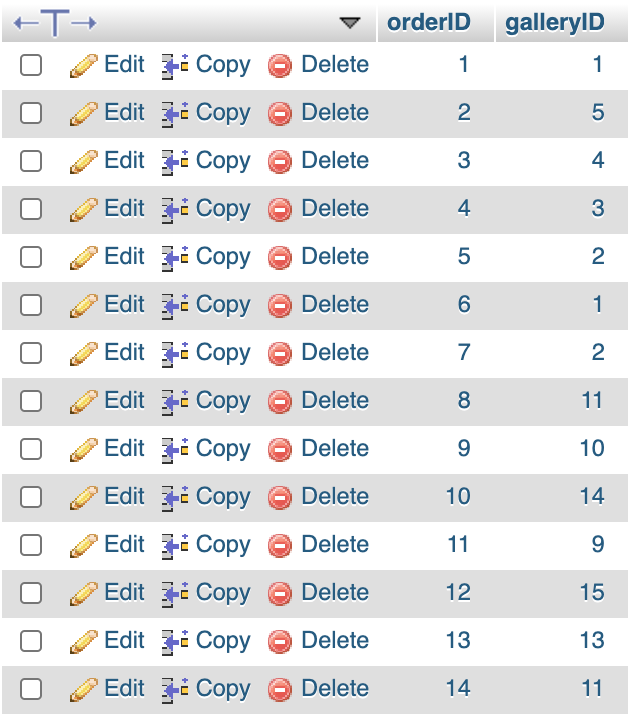 orderID galleryID
Edit Copy Delete 1 1
Edit Copy Delete 2 5
Edit Copy Delete 3 4
Edit Copy Delete 4 3
Edit Copy Delete 5 2
Edit Copy Delete 6 1
Edit Copy Delete 7 2
Edit Copy Delete 8 11
Edit Copy Delete 9 10
Edit Copy Delete 10 14
Edit Copy Delete 11 9
Edit Copy Delete 12 15
Edit Copy Delete 13 13
Edit Copy Delete 14 11